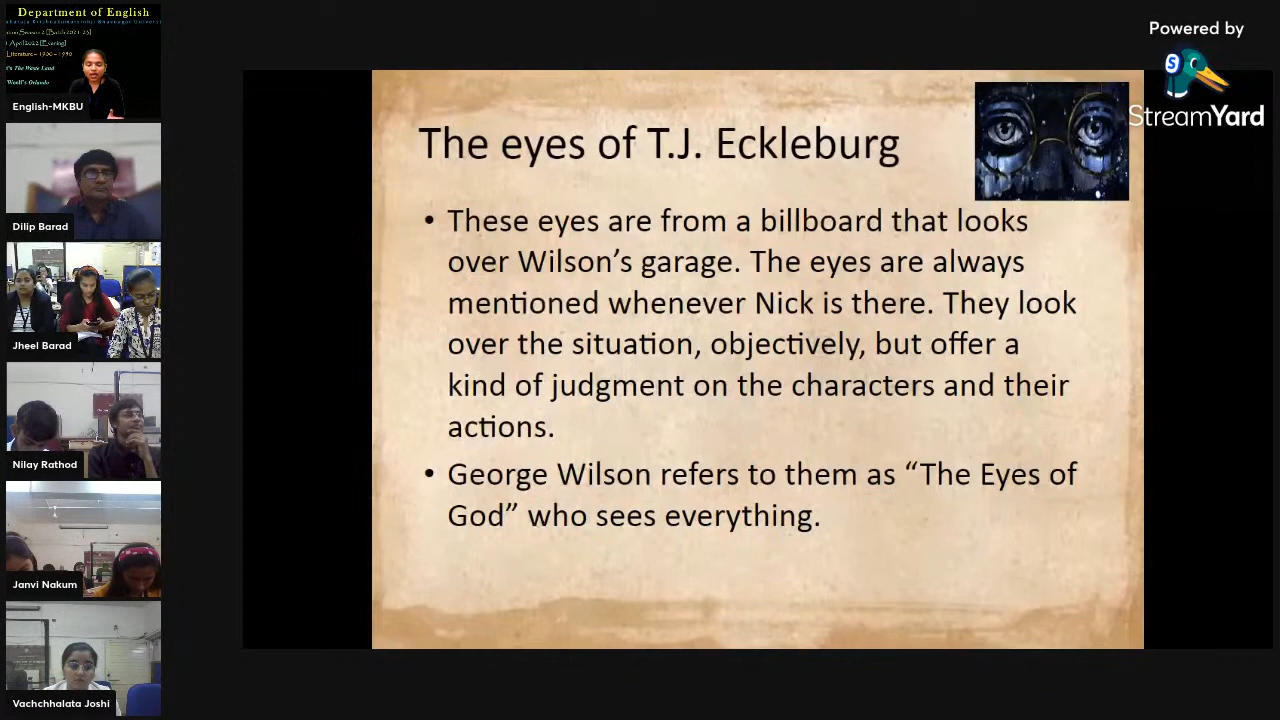 Department of English
English-MKBU
Dilip Barad
Jheel Barad
Nilay Rathod
Janvi Nakum
Vachchhalata Joshi
The eyes of T.J. Eckleburg
• These eyes are from a billboard that looks
over Wilson’s garage. The eyes are always
mentioned whenever Nick is there. They look
over the situation, objectively, but offer a
kind of judgment on the characters and their
actions.
• George Wilson refers to them as “The Eyes of
God” who sees everything.
Powered by
S
StreamYard